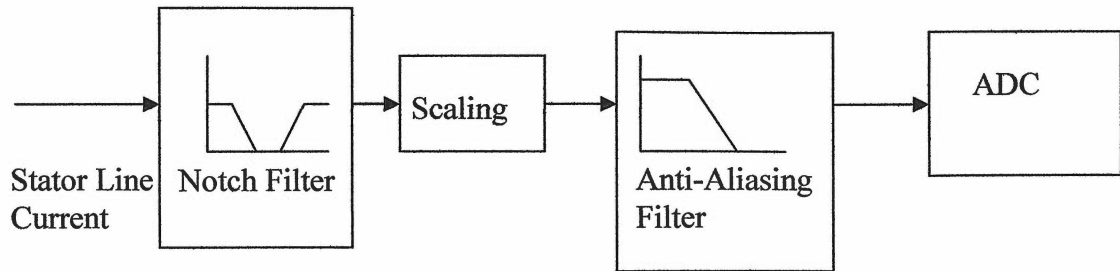 Stator Line
Current
Notch Filter
Scaling
Anti-Aliasing
Filter
ADC